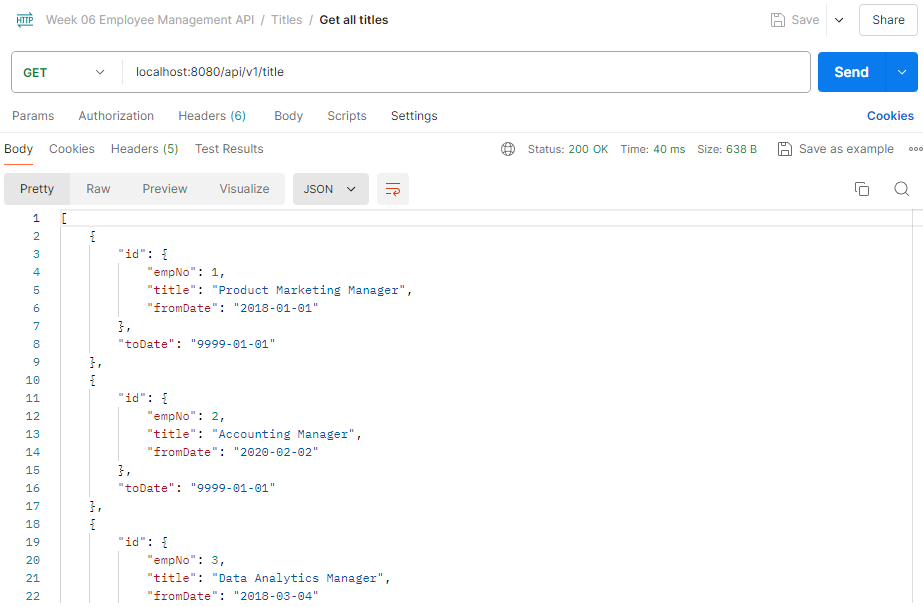 HTTP Week 06 Employee Management API / Titles / Get all titles Save Share
GET localhost:8080/api/v1/title Send
Params Authorization Headers (6) Body Scripts Settings Cookies
Body Cookies Headers (5) Test Results Status: 200 OK Time: 40 ms Size: 638 B Save as example
Pretty Raw Preview Visualize JSON
1 [
2 {
3 "id": {
4 "empNo": 1,
5 "title": "Product Marketing Manager",
6 "fromDate": "2018-01-01"
7 },
8 "toDate": "9999-01-01"
9 },
10 {
11 "id": {
12 "empNo": 2,
13 "title": "Accounting Manager",
14 "fromDate": "2020-02-02"
15 },
16 "toDate": "9999-01-01"
17 },
18 {
19 "id": {
20 "empNo": 3,
21 "title": "Data Analytics Manager",
22 "fromDate": "2018-03-04"